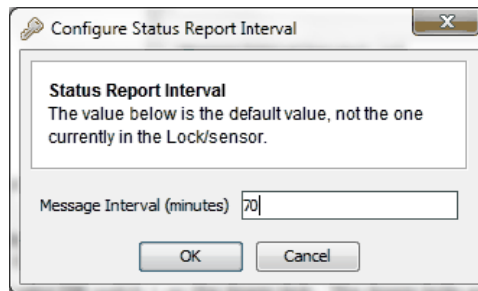 Configure Status Report Interval
Status Report Interval
The value below is the default value, not the one
currently in the Lock/sensor.
Message Interval (minutes) 70
OK Cancel